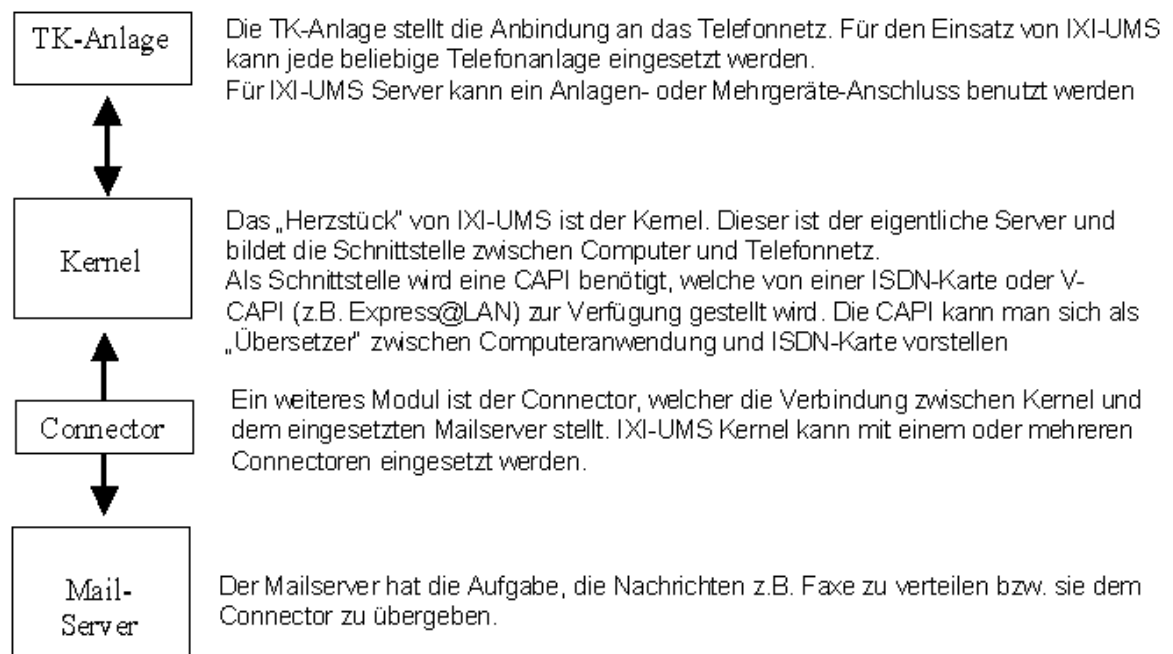 TK-Anlage
Die TK-Anlage stellt die Anbindung an das Telefonnetz. Für den Einsatz von IXI-UMS
kann jede beliebige Telefonanlage eingesetzt werden.
Für IXI-UMS Server kann ein Anlagen- oder Mehrgeräte-Anschluss benutzt werden
Kernel
Das „Herzstück" von IXI-UMS ist der Kernel. Dieser ist der eigentliche Server und
bildet die Schnittstelle zwischen Computer und Telefonnetz.
Als Schnittstelle wird eine CAPI benötigt, welche von einer ISDN-Karte oder V-
CAPI (z.B. Express@LAN) zur Verfügung gestellt wird. Die CAPI kann man sich als
„Übersetzer" zwischen Computeranwendung und ISDN-Karte vorstellen
Connector
Ein weiteres Modul ist der Connector, welcher die Verbindung zwischen Kernel und
dem eingesetzten Mailserver stellt. IXI-UMS Kernel kann mit einem oder mehreren
Connectoren eingesetzt werden.
Mail-
Server
Der Mailserver hat die Aufgabe, die Nachrichten z.B. Faxe zu verteilen bzw. sie dem
Connector zu übergeben.